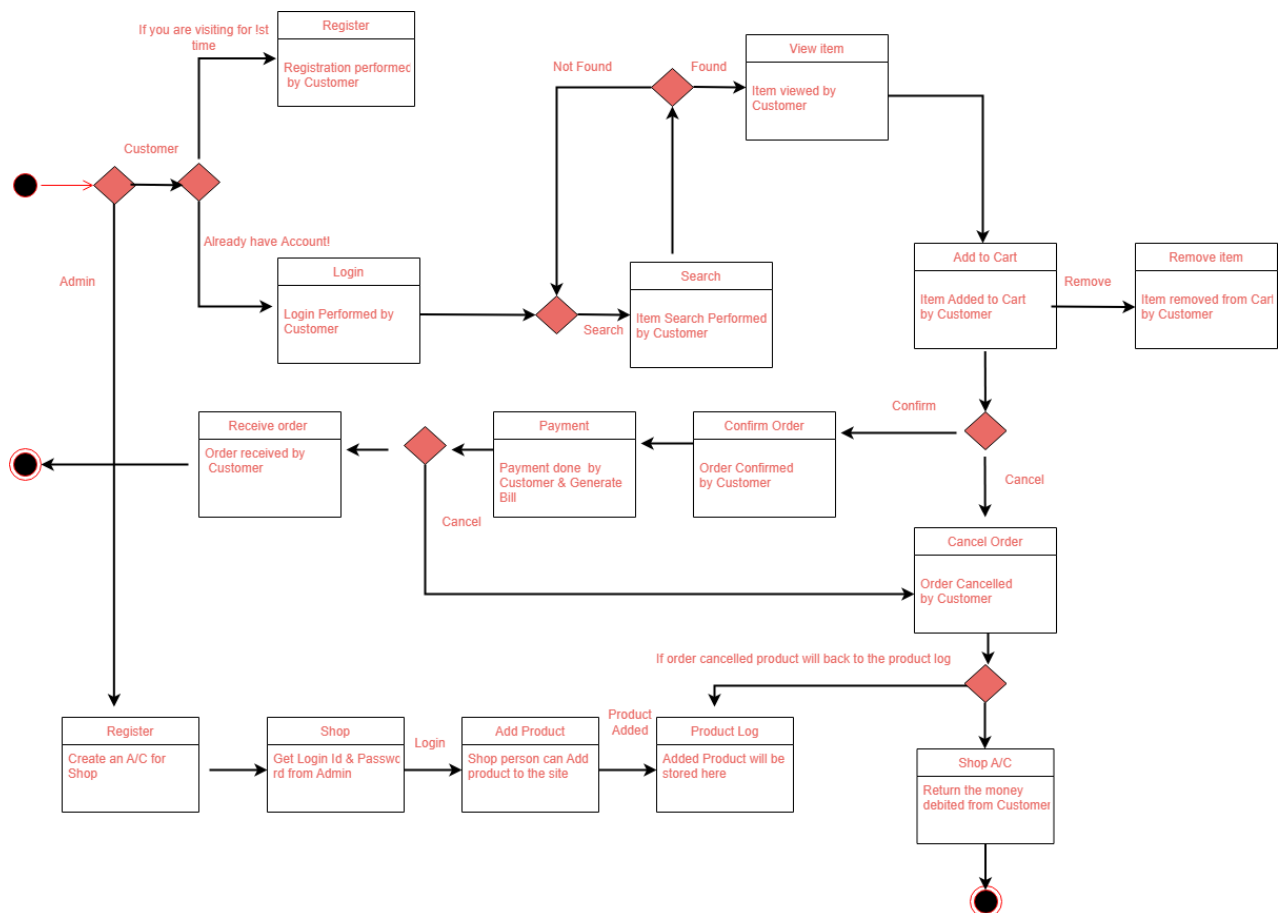 If you are visiting for !st
time
Register
Registration performed
by Customer
Customer
Not Found
Found
View item
Item viewed by
Customer
Already have Account!
Admin
Login
Login Performed by
Customer
Search
Search
Item Search Performed
by Customer
Add to Cart
Item Added to Cart
by Customer
Remove
Remove item
Item removed from Cart
by Customer
Confirm
Receive order
Order received by
Customer
Payment
Payment done by
Customer & Generate
Bill
Confirm Order
Order Confirmed
by Customer
Cancel
Cancel
Cancel Order
Order Cancelled
by Customer
If order cancelled product will back to the product log
Register
Create an A/C for
Shop
Shop
Get Login Id & Passwo
rd from Admin
Login
Add Product
Shop person can Add
product to the site
Product
Added
Product Log
Added Product will be
stored here
Shop A/C
Return the money
debited from Customer